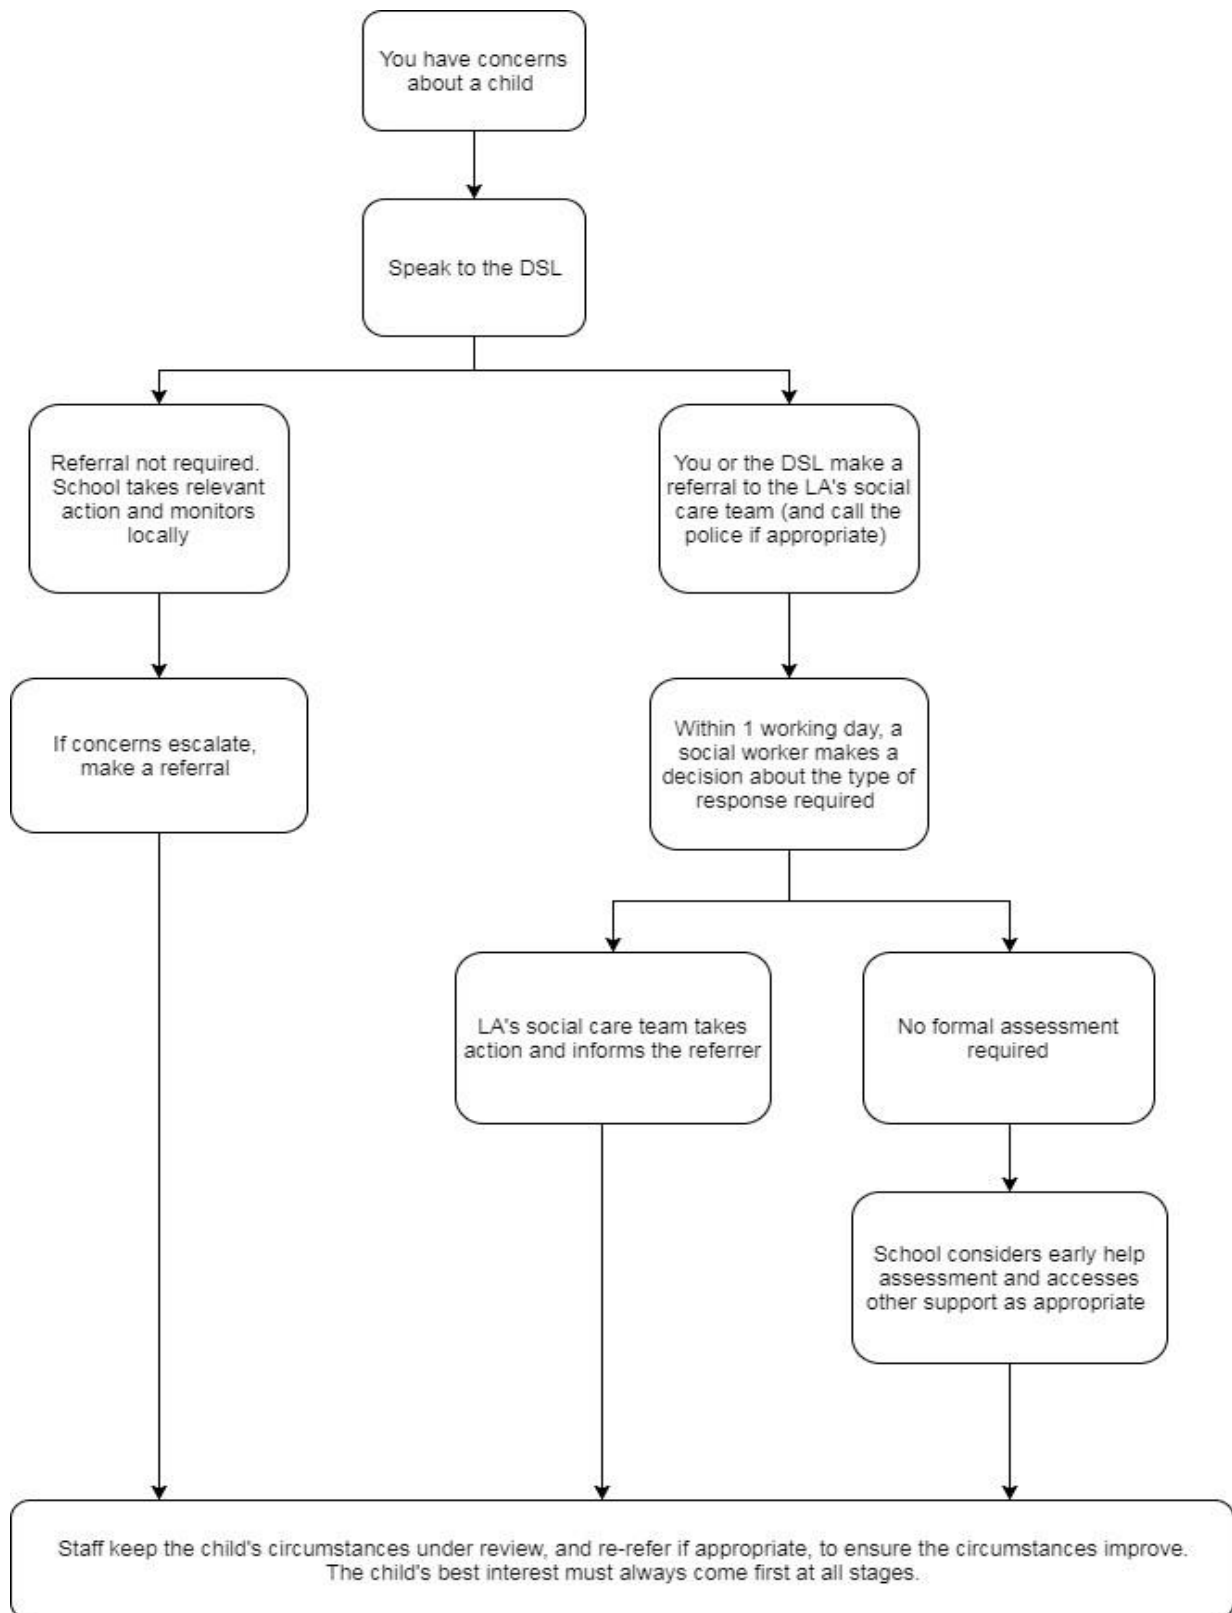 You have concerns
about a child
Speak to the DSL
Referral not required.
School takes relevant
action and monitors
locally
You or the DSL make a
referral to the LA's social
care team (and call the
police if appropriate)
If concerns escalate,
make a referral
Within 1 working day, a
social worker makes a
decision about the type of
response required
LA's social care team takes
action and informs the referrer
No formal assessment
required
School considers early help
assessment and accesses
other support as appropriate
Staff keep the child's circumstances under review, and re-refer if appropriate, to ensure the circumstances improve.
The child's best interest must always come first at all stages.